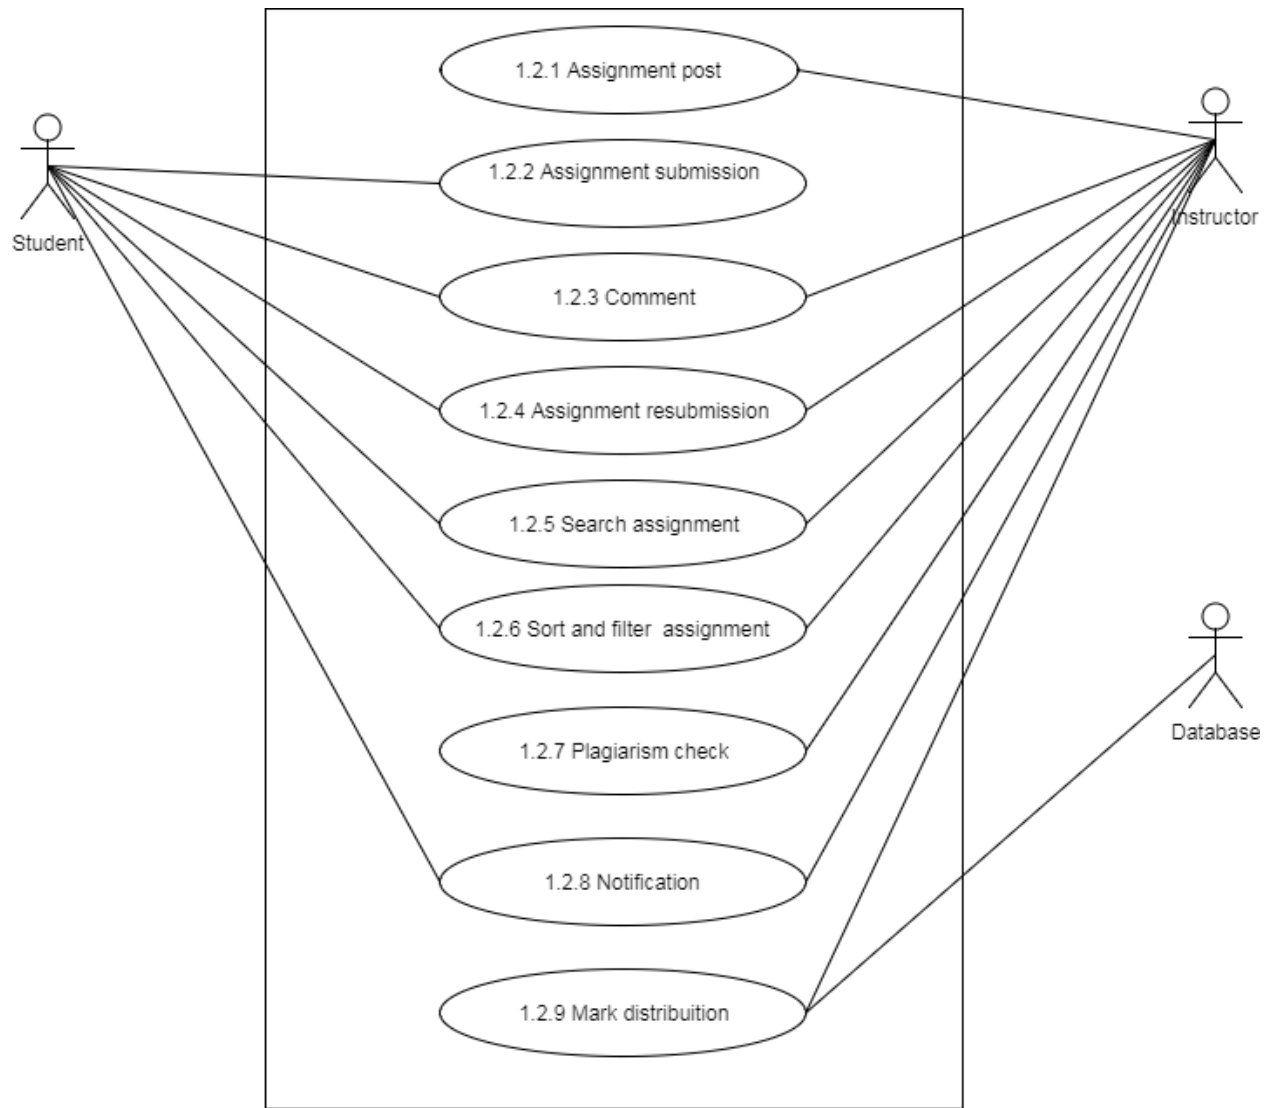 1.2.1 Assignment post
1.2.2 Assignment submission
Student
Instructor
1.2.3 Comment
1.2.4 Assignment resubmission
1.2.5 Search assignment
1.2.6 Sort and filter  assignment
1.2.7 Plagiarism check
Database
1.2.8 Notification
1.2.9 Mark distribuition